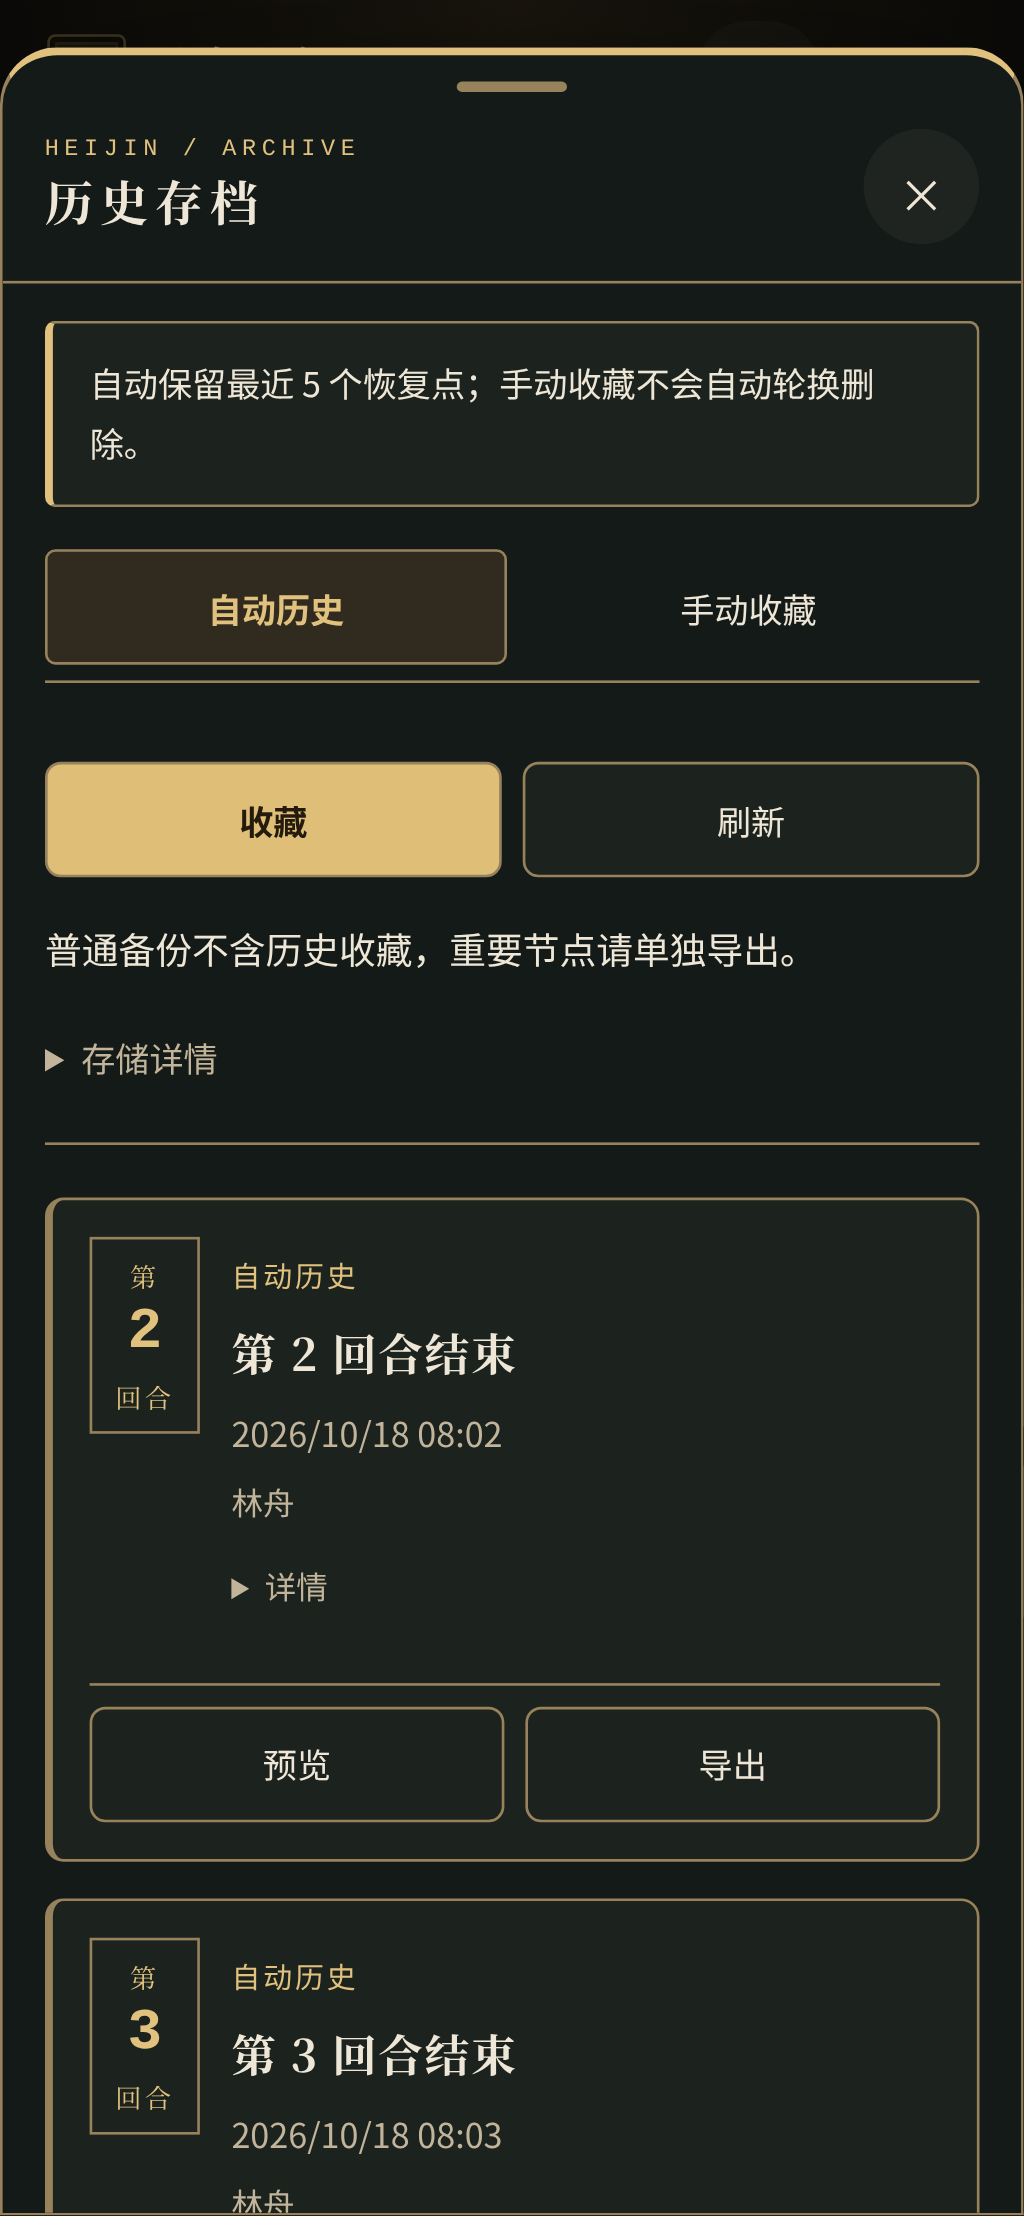 HEIJIN / ARCHIVE
历史存档
自动保留最近 5 个恢复点；手动收藏不会自动轮换删
除。
自动历史
手动收藏
收藏
刷新
普通备份不含历史收藏，重要节点请单独导出。
存储详情
第
2
回合
自动历史
第 2 回合结束
2026/10/18 08:02
林舟
详情
预览
导出
第
3
回合
自动历史
第 3 回合结束
2026/10/18 08:03
林舟